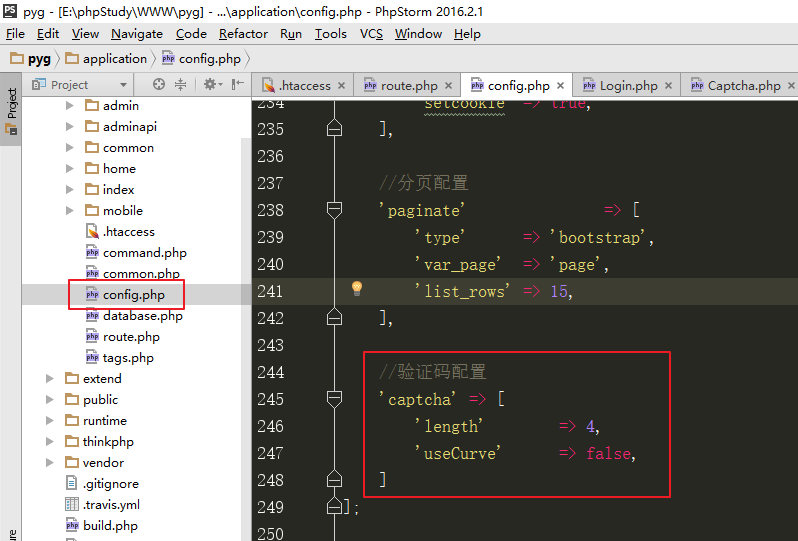 PS pyg - [E:\phpStudy\WWW\pyg] - ...\application\config.php - PhpStorm 2016.2.1
File Edit View Navigate Code Refactor Run Tools VCS Window Help
pyg application config.php
Project .htaccess route.php config.php Login.php Captcha.php
Project
admin
adminapi
common
home
index
mobile
.htaccess
command.php
common.php
config.php
database.php
route.php
tags.php
extend
public
runtime
thinkphp
vendor
.gitignore
.travis.yml
build.php
234 setcookie => true,
235 ],
236
237 //分页配置
238 'paginate' => [
239 'type' => 'bootstrap',
240 'var_page' => 'page',
241 'list_rows' => 15,
242 ],
243
244 //验证码配置
245 'captcha' => [
246 'length' => 4,
247 'useCurve' => false,
248 ]
249 ];
250